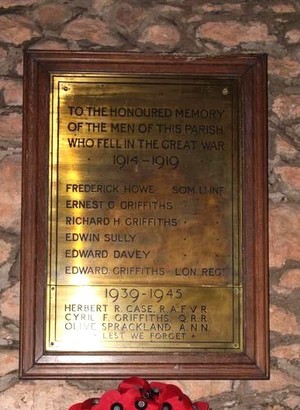 TO THE HONOURED MEMORY
OF THE MEN OF THIS PARISH
WHO FELL IN THE GREAT WAR
· 1914-1919 ·
FREDERICK HOWE SOM. LT. INF.
ERNEST G GRIFFITHS
RICHARD H GRIFFITHS
EDWIN SULLY
EDWARD DAVEY
EDWARD GRIFFITHS LON. REGT
1939-1945
HERBERT R. CASE. R.A.F.V.R.
CYRIL F. GRIFFITHS. Q.R.R.
OLIVE SPRACKLAND. A.N.N.
· LEST WE FORGET ·